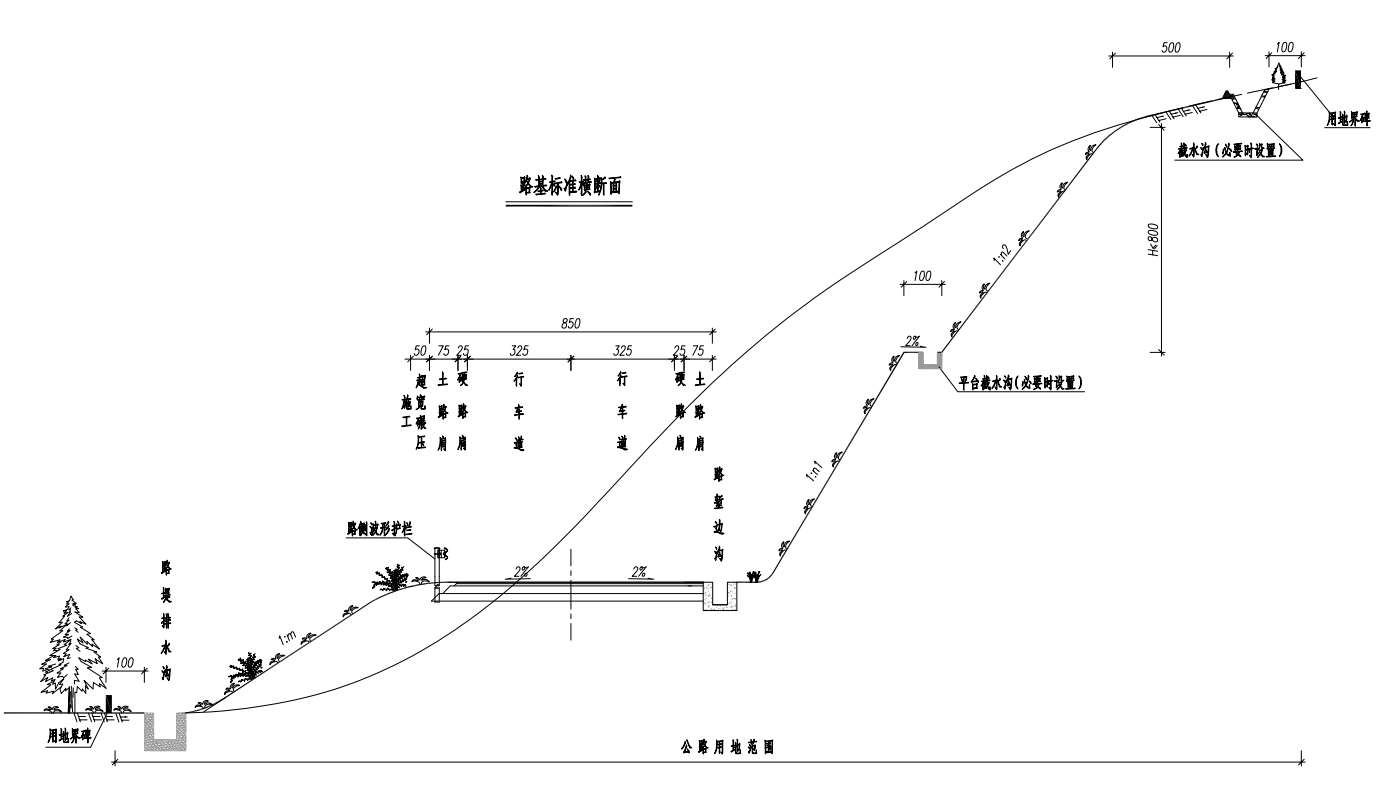 500
100
用地界碑
截水沟（必要时设置）
路基标准横断面
H≤800
1:n2
100
850
50
75
25
325
325
25
75
2%
施工
超宽碾压
土路肩
硬路肩
行车道
行车道
硬路肩
土路肩
平台截水沟（必要时设置）
1:n1
路堑边沟
路侧波形护栏
路堤排水沟
2%
2%
1:m
100
用地界碑
公路用地范围